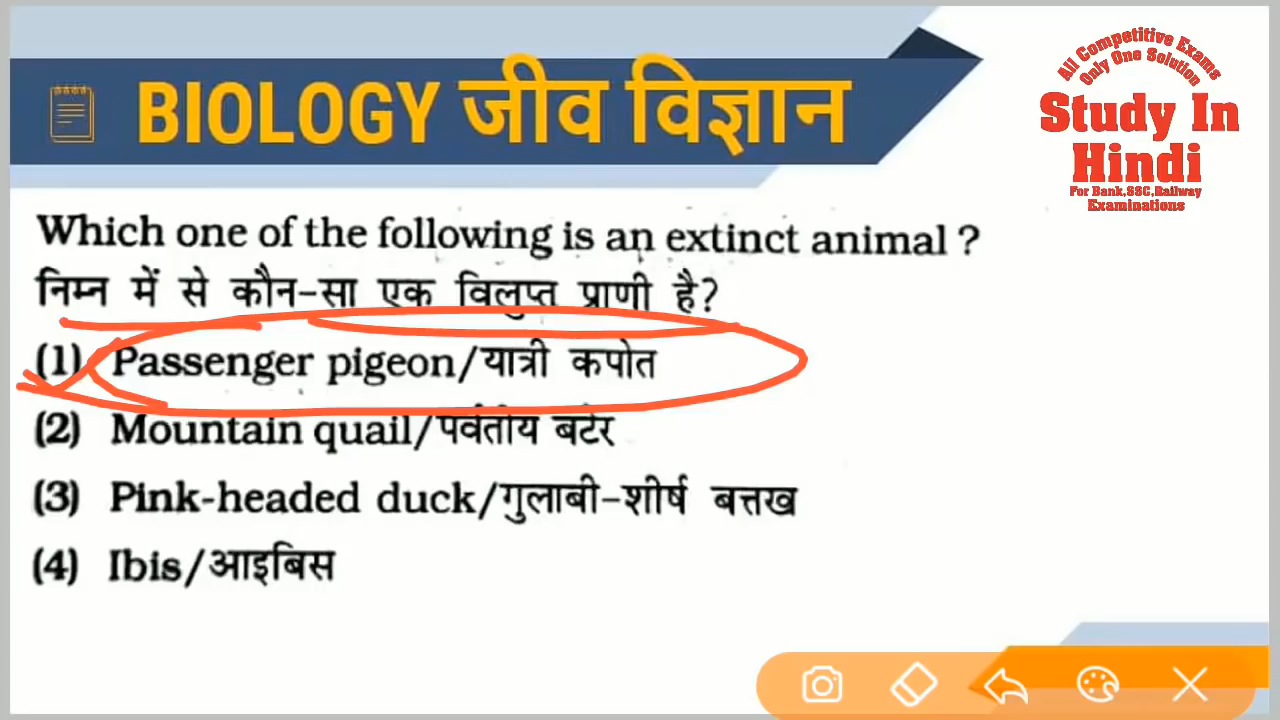 All Competitive Exams
Only One Solution
Study In
Hindi
For Bank,SSC,Railway
Examinations
BIOLOGY जीव विज्ञान
Which one of the following is an extinct animal ?
निम्न में से कौन-सा एक विलुप्त प्राणी है?
(1) Passenger pigeon/यात्री कपोत
(2) Mountain quail/पर्वतीय बटेर
(3) Pink-headed duck/गुलाबी-शीर्ष बत्तख
(4) Ibis/आइबिस